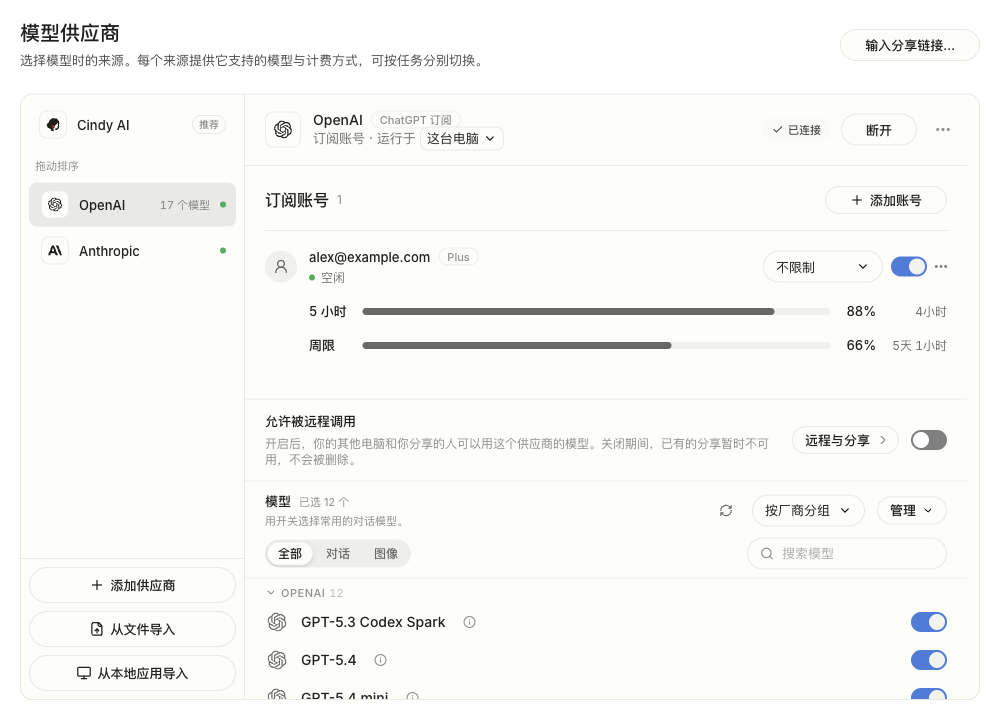 模型供应商
选择模型时的来源。每个来源提供它支持的模型与计费方式，可按任务分别切换。
输入分享链接...
Cindy AI
推荐
拖动排序
OpenAI
17 个模型
Anthropic
添加供应商
从文件导入
从本地应用导入
OpenAI
ChatGPT 订阅
订阅账号 · 运行于
这台电脑
已连接
断开
订阅账号 1
添加账号
alex@example.com
Plus
空闲
不限制
5 小时
88%
4小时
周限
66%
5天 1小时
允许被远程调用
开启后，你的其他电脑和你分享的人可以用这个供应商的模型。关闭期间，已有的分享暂时不可
用，不会被删除。
远程与分享
模型 已选 12 个
用开关选择常用的对话模型。
按厂商分组
管理
全部
对话
图像
搜索模型
OPENAI 12
GPT-5.3 Codex Spark
GPT-5.4
GPT-5.4 mini